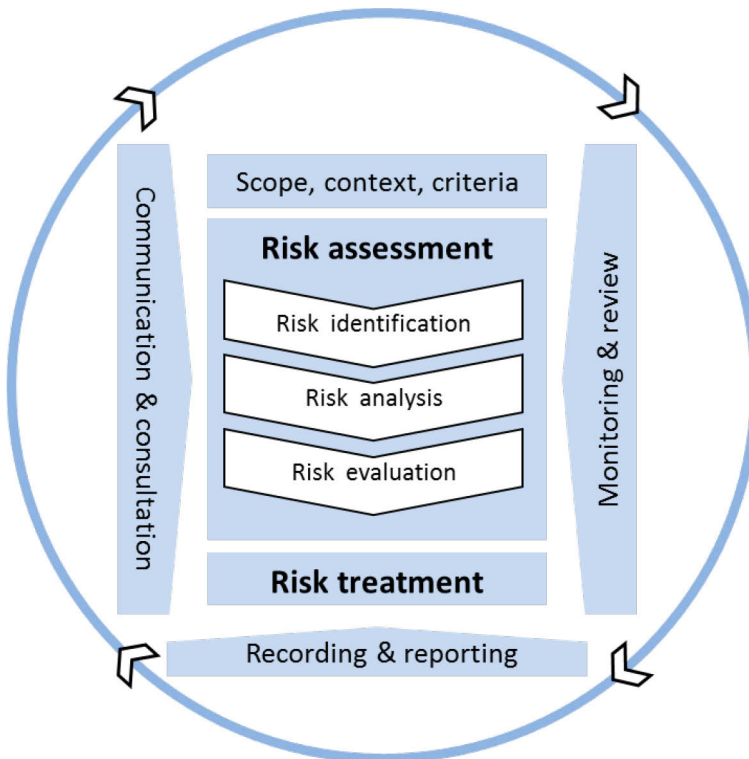 Scope, context, criteria
Risk assessment
Risk identification
Risk analysis
Risk evaluation
Risk treatment
Communication & consultation
Monitoring & review
Recording & reporting